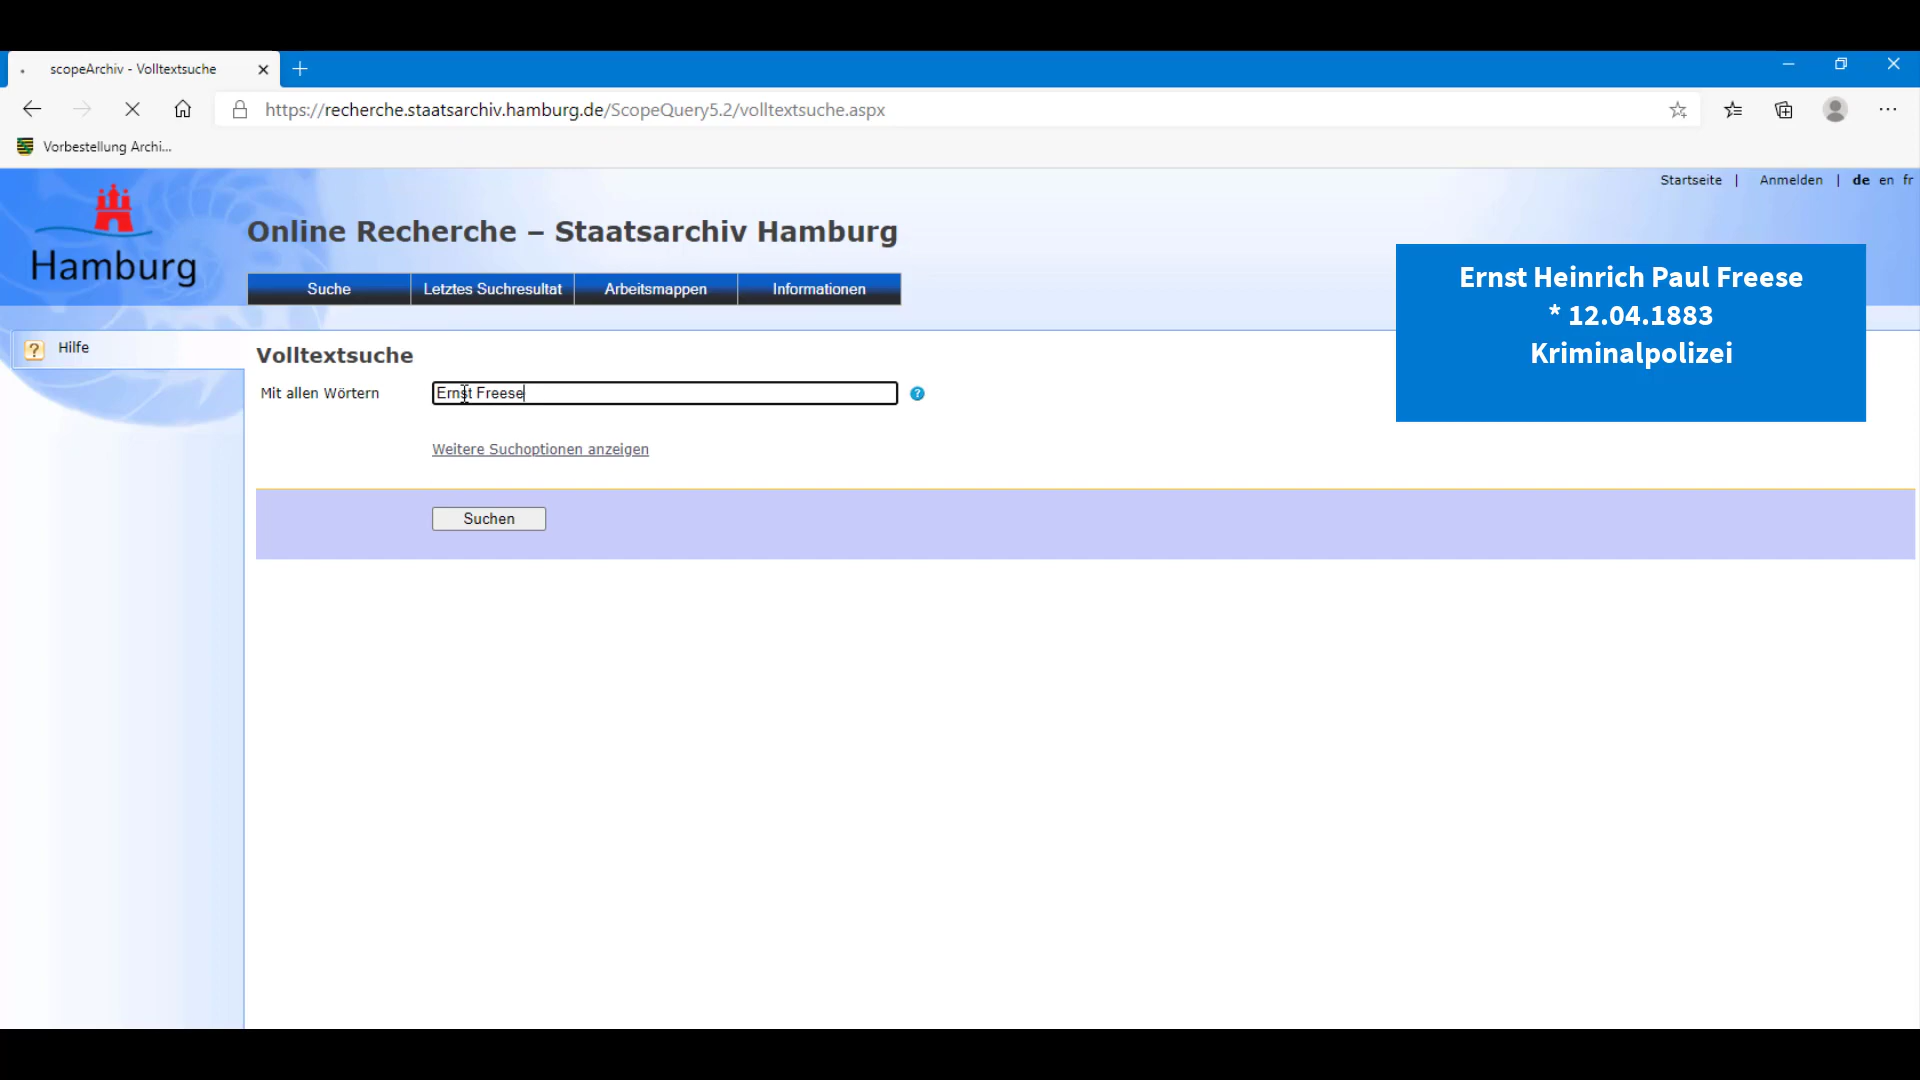 scopeArchiv - Volltextsuche
https://recherche.staatsarchiv.hamburg.de/ScopeQuery5.2/volltextsuche.aspx
Vorbestellung Archi...
Startseite | Anmelden | de en fr
Hamburg
Online Recherche – Staatsarchiv Hamburg
Suche Letztes Suchresultat Arbeitsmappen Informationen
Ernst Heinrich Paul Freese
* 12.04.1883
Kriminalpolizei
? Hilfe
Volltextsuche
Mit allen Wörtern Ernst Freese ?
Weitere Suchoptionen anzeigen
Suchen